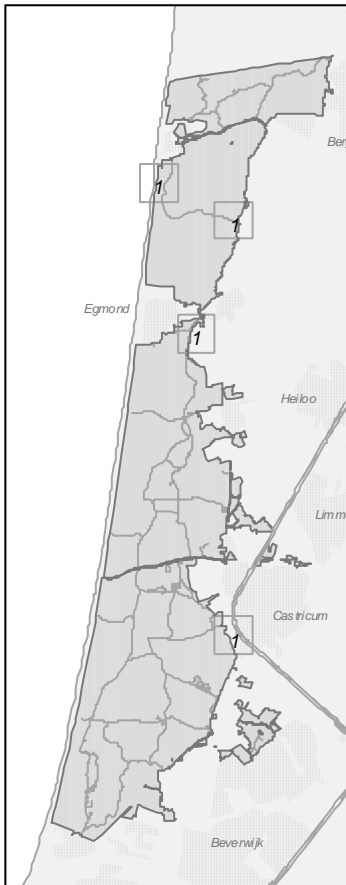 Ber
1
1
Egmond
1
Heiloo
Limm
Castricum
1
Beverwijk